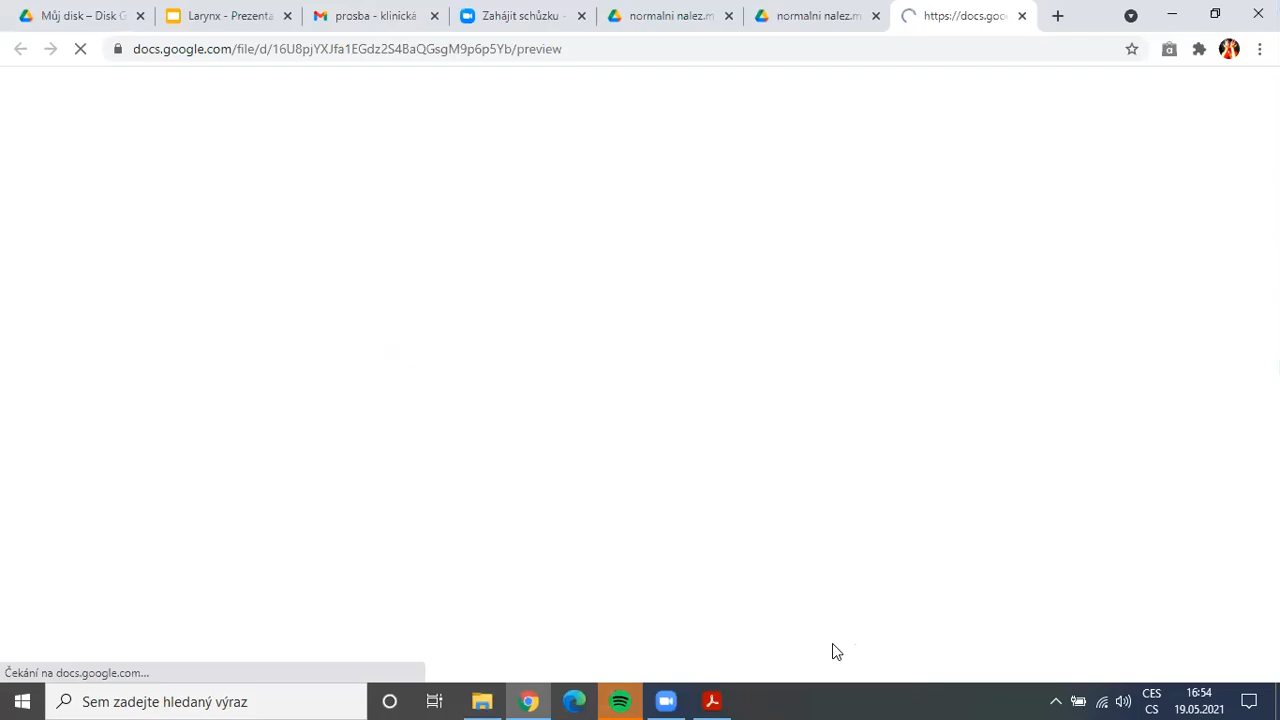 Můj disk – Disk G
Larynx - Prezenta
prosba - klinická
Zahájit schůzku -
normalni nalez.m
normalni nalez.m
https://docs.goo
docs.google.com/file/d/16U8pjYXJfa1EGdz2S4BaQGsgM9p6p5Yb/preview
Čekání na docs.google.com...
Sem zadejte hledaný výraz
CES
CS
16:54
19.05.2021